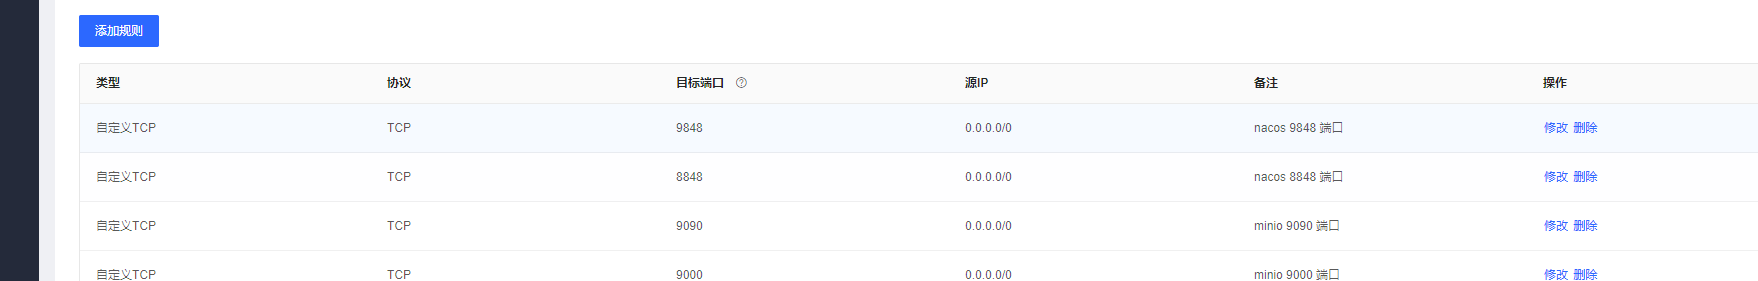 添加规则
类型 协议 目标端口 源IP 备注 操作
自定义TCP TCP 9848 0.0.0.0/0 nacos 9848 端口 修改 删除
自定义TCP TCP 8848 0.0.0.0/0 nacos 8848 端口 修改 删除
自定义TCP TCP 9090 0.0.0.0/0 minio 9090 端口 修改 删除
自定义TCP TCP 9000 0.0.0.0/0 minio 9000 端口 修改 删除